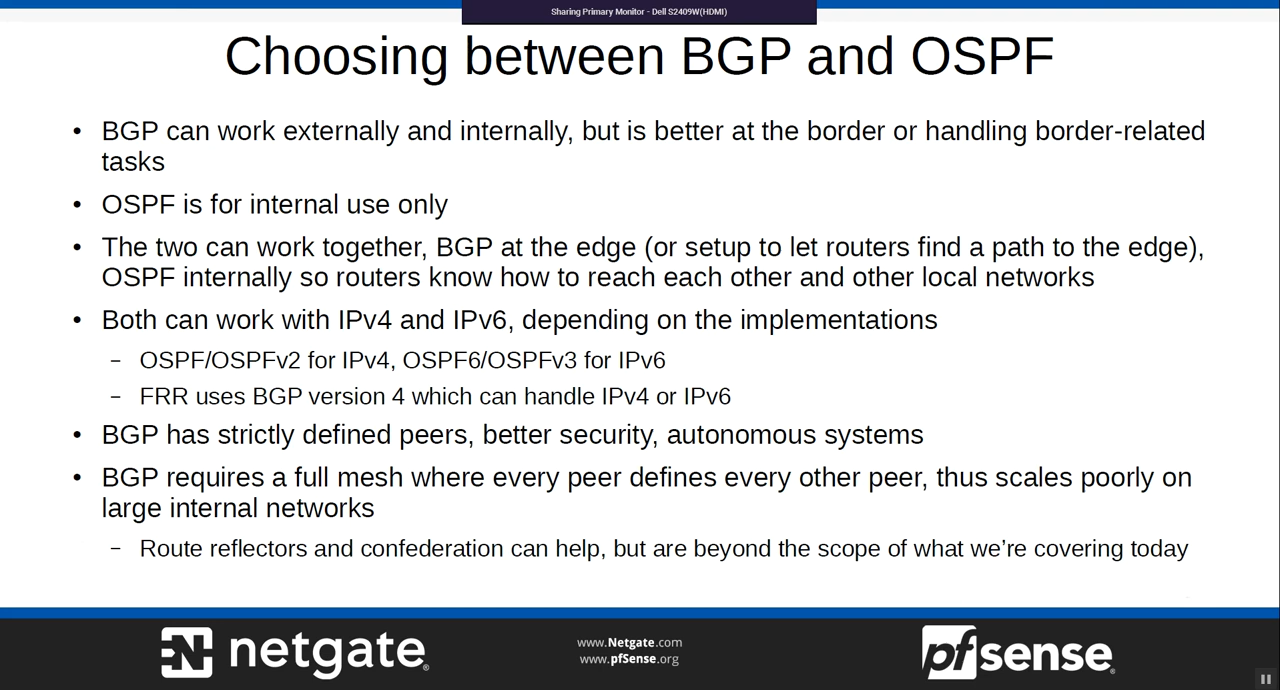 Sharing Primary Monitor - Dell S2409W(HDMI)
Choosing between BGP and OSPF
• BGP can work externally and internally, but is better at the border or handling border-related
tasks
• OSPF is for internal use only
• The two can work together, BGP at the edge (or setup to let routers find a path to the edge),
OSPF internally so routers know how to reach each other and other local networks
• Both can work with IPv4 and IPv6, depending on the implementations
– OSPF/OSPFv2 for IPv4, OSPF6/OSPFv3 for IPv6
– FRR uses BGP version 4 which can handle IPv4 or IPv6
• BGP has strictly defined peers, better security, autonomous systems
• BGP requires a full mesh where every peer defines every other peer, thus scales poorly on
large internal networks
– Route reflectors and confederation can help, but are beyond the scope of what we’re covering today
N netgate®
www.Netgate.com
www.pfSense.org
pfsense®